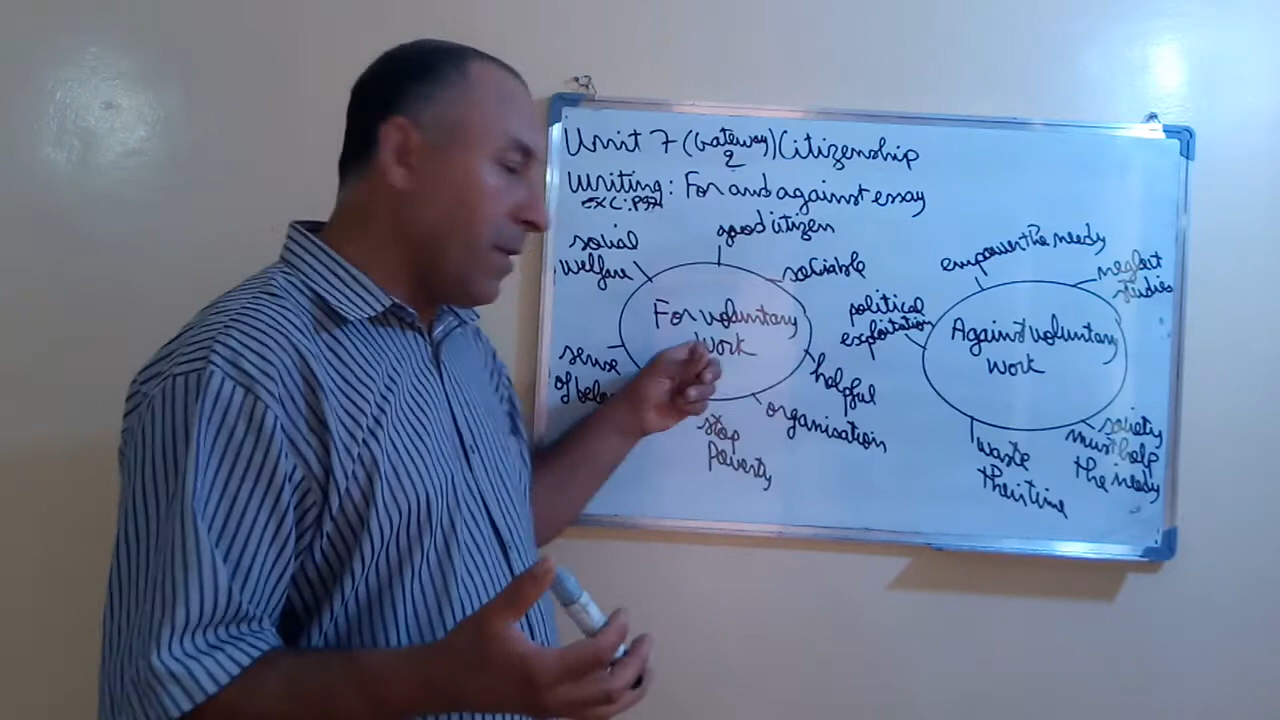 Unit 7 (Gateway 2) Citizenship
Writing: For and against essay
EXC: P97
good citizen
social
welfare
sociable
For voluntary
work
sense
of
helpful
organisation
stop
Poverty
empower the needy
neglect
studies
political
exploitation
Against voluntary
work
waste
their time
society
must help
the needy